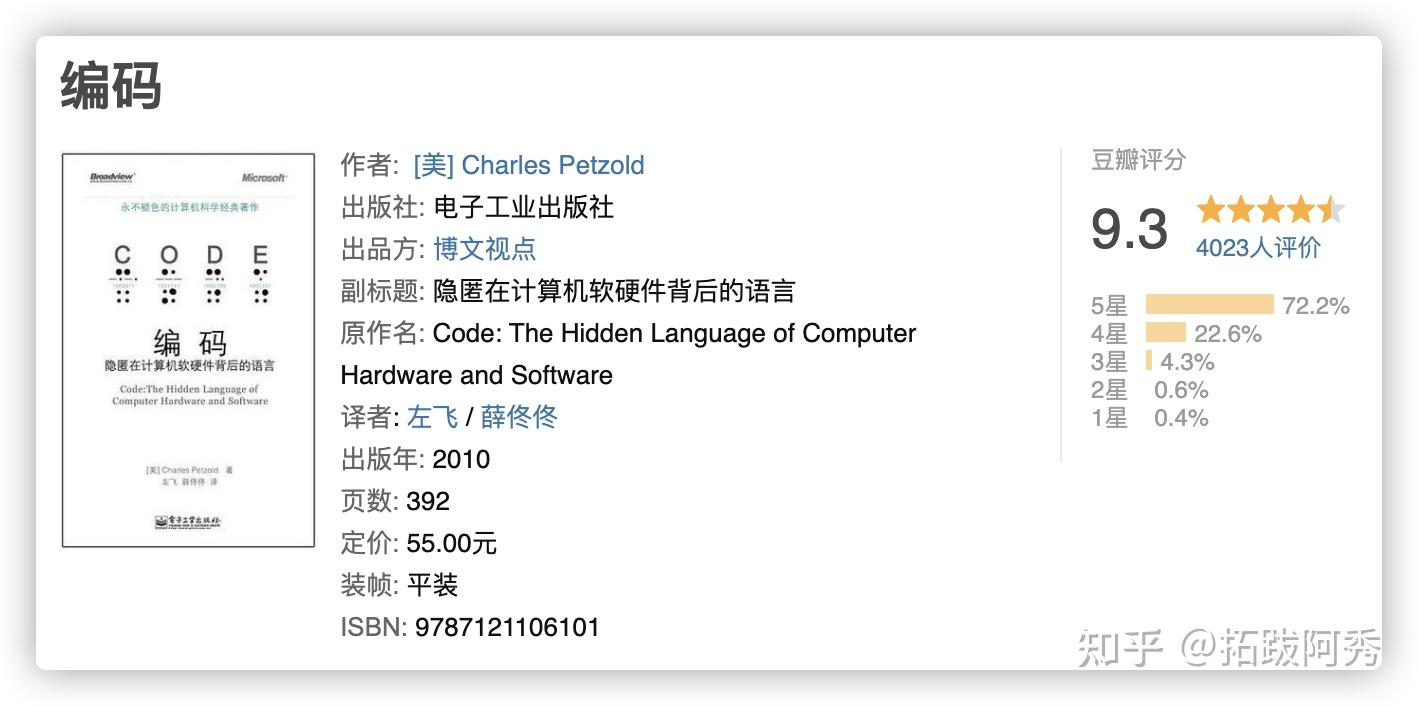 编码
Broadview
Microsoft
永不褪色的计算机科学经典著作
C O D E
编 码
隐匿在计算机软硬件背后的语言
Code:The Hidden Language of
Computer Hardware and Software
[美] Charles Petzold 著
左飞 薛佟佟 译
电子工业出版社
作者: [美] Charles Petzold
出版社: 电子工业出版社
出品方: 博文视点
副标题: 隐匿在计算机软硬件背后的语言
原作名: Code: The Hidden Language of Computer
Hardware and Software
译者: 左飞 / 薛佟佟
出版年: 2010
页数: 392
定价: 55.00元
装帧: 平装
ISBN: 9787121106101
豆瓣评分
9.3
4023人评价
5星 72.2%
4星 22.6%
3星 4.3%
2星 0.6%
1星 0.4%
知乎 @拓跋阿秀